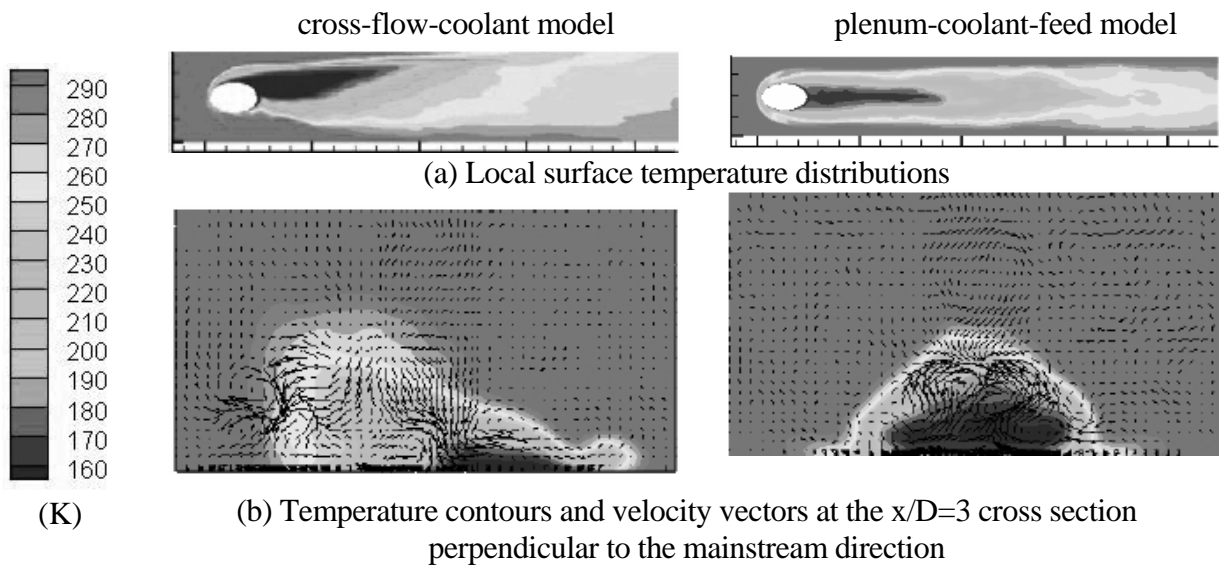 cross-flow-coolant model
plenum-coolant-feed model
(a) Local surface temperature distributions
290
280
270
260
250
240
230
220
210
200
190
180
170
160
(K)
(b) Temperature contours and velocity vectors at the x/D=3 cross section
perpendicular to the mainstream direction